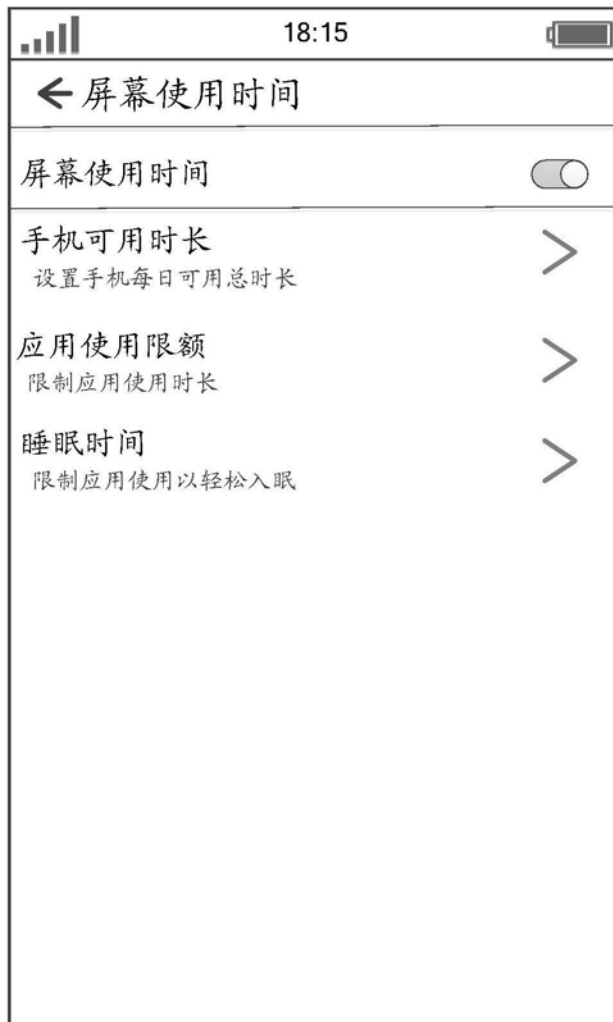 18:15
屏幕使用时间
屏幕使用时间
手机可用时长
设置手机每日可用总时长
应用使用限额
限制应用使用时长
睡眠时间
限制应用使用以轻松入眠